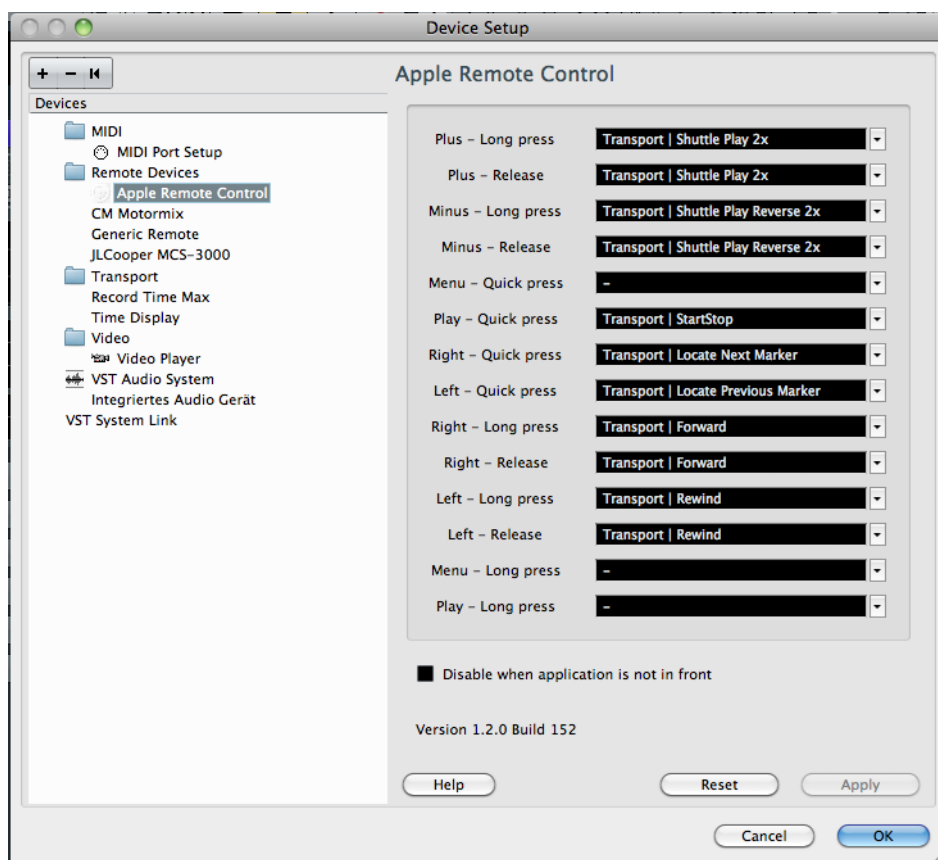 Device Setup
+ −
Devices
MIDI
MIDI Port Setup
Remote Devices
Apple Remote Control
CM Motormix
Generic Remote
JLCooper MCS-3000
Transport
Record Time Max
Time Display
Video
Video Player
VST Audio System
Integriertes Audio Gerät
VST System Link
Apple Remote Control
Plus – Long press Transport | Shuttle Play 2x
Plus – Release Transport | Shuttle Play 2x
Minus – Long press Transport | Shuttle Play Reverse 2x
Minus – Release Transport | Shuttle Play Reverse 2x
Menu – Quick press –
Play – Quick press Transport | StartStop
Right – Quick press Transport | Locate Next Marker
Left – Quick press Transport | Locate Previous Marker
Right – Long press Transport | Forward
Right – Release Transport | Forward
Left – Long press Transport | Rewind
Left – Release Transport | Rewind
Menu – Long press –
Play – Long press –
Disable when application is not in front
Version 1.2.0 Build 152
Help Reset Apply
Cancel OK